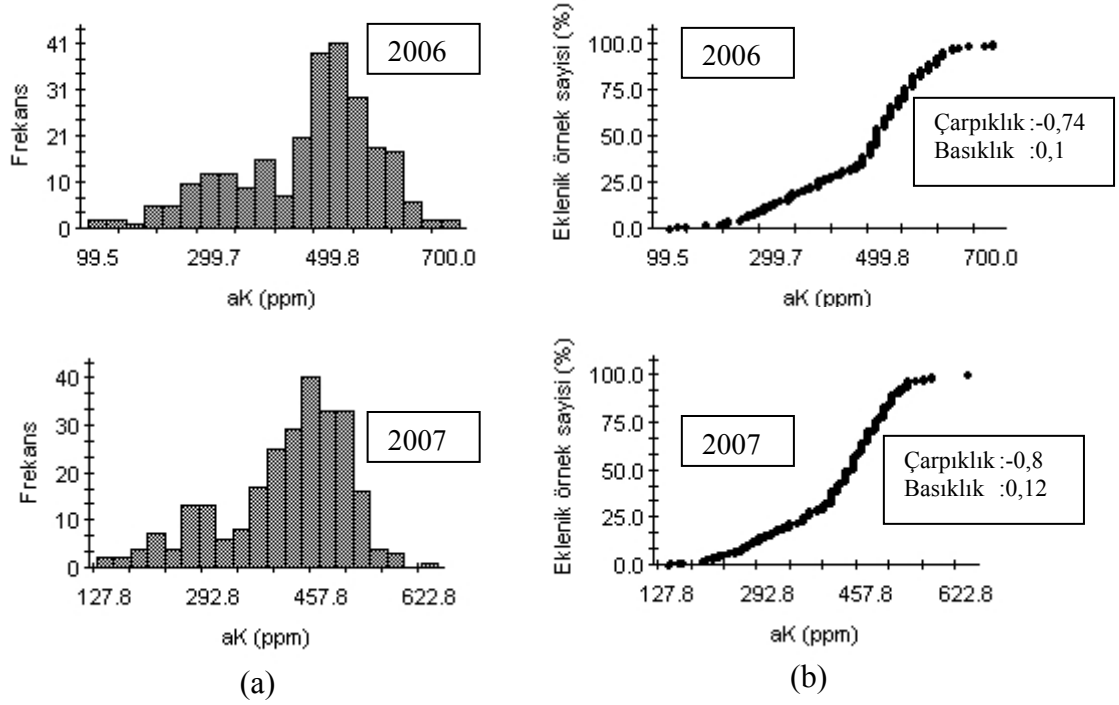 41
31
21
10
0
Frekans
2006
99.5 299.7 499.8 700.0
aK (ppm)
100.0
75.0
50.0
25.0
0.0
Eklenik örnek sayisi (%)
2006
Çarpıklık :-0,74
Basıklık :0,1
99.5 299.7 499.8 700.0
aK (ppm)
40
30
20
10
0
Frekans
2007
127.8 292.8 457.8 622.8
aK (ppm)
100.0
75.0
50.0
25.0
0.0
Eklenik örnek sayisi (%)
2007
Çarpıklık :-0,8
Basıklık :0,12
127.8 292.8 457.8 622.8
aK (ppm)
(a)
(b)